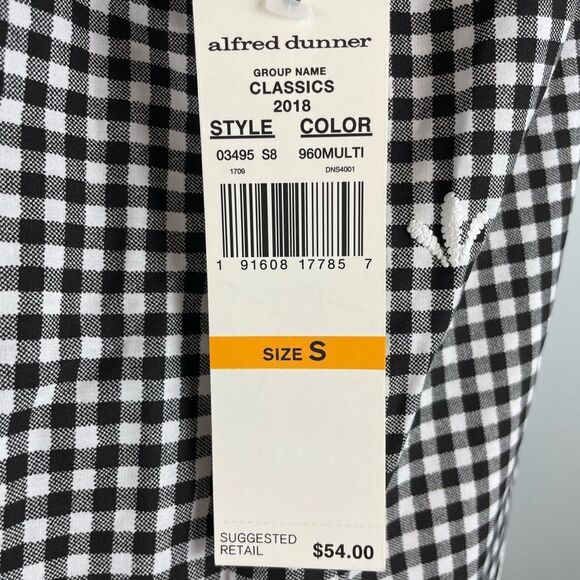 alfred dunner
GROUP NAME
CLASSICS
2018
STYLE COLOR
03495 S8 960MULTI
1709 DNS4001
1 91608 17785 7
SIZE S
SUGGESTED
RETAIL $54.00